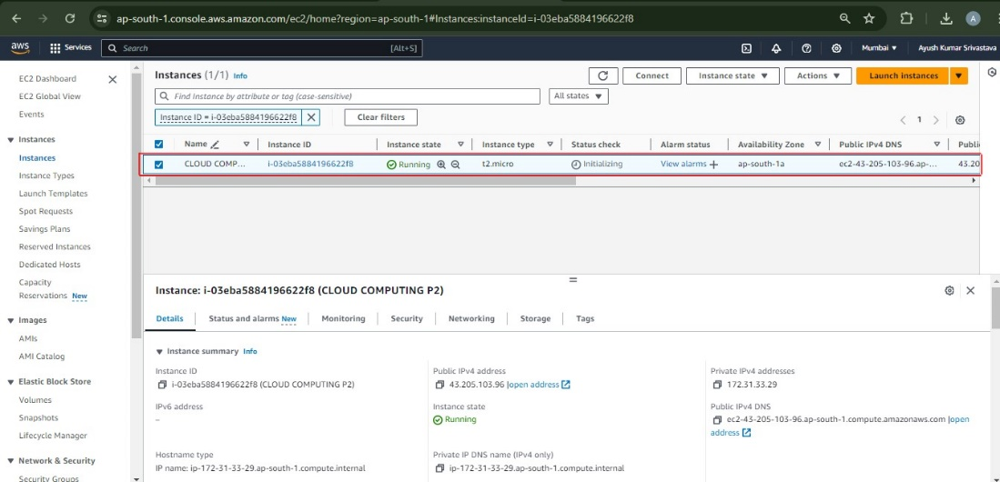 ap-south-1.console.aws.amazon.com/ec2/home?region=ap-south-1#Instances:instanceId=i-03eba5884196622f8 A
aws Services Search [Alt+S] Mumbai Ayush Kumar Srivastava
EC2 Dashboard
EC2 Global View
Events
Instances
Instances
Instance Types
Launch Templates
Spot Requests
Savings Plans
Reserved Instances
Dedicated Hosts
Capacity
Reservations New
Images
AMIs
AMI Catalog
Elastic Block Store
Volumes
Snapshots
Lifecycle Manager
Network & Security
Security Groups
Instances (1/1) Info Connect Instance state Actions Launch instances
Find Instance by attribute or tag (case-sensitive) All states
Instance ID = i-03eba5884196622f8 Clear filters 1
Name Instance ID Instance state Instance type Status check Alarm status Availability Zone Public IPv4 DNS Public
CLOUD COMP... i-03eba5884196622f8 Running t2.micro Initializing View alarms ap-south-1a ec2-43-205-103-96.ap-... 43.20
Instance: i-03eba5884196622f8 (CLOUD COMPUTING P2)
Details Status and alarms New Monitoring Security Networking Storage Tags
Instance summary Info
Instance ID
i-03eba5884196622f8 (CLOUD COMPUTING P2)
IPv6 address
–
Hostname type
IP name: ip-172-31-33-29.ap-south-1.compute.internal
Public IPv4 address
43.205.103.96 |open address
Instance state
Running
Private IP DNS name (IPv4 only)
ip-172-31-33-29.ap-south-1.compute.internal
Private IPv4 addresses
172.31.33.29
Public IPv4 DNS
ec2-43-205-103-96.ap-south-1.compute.amazonaws.com |open
address